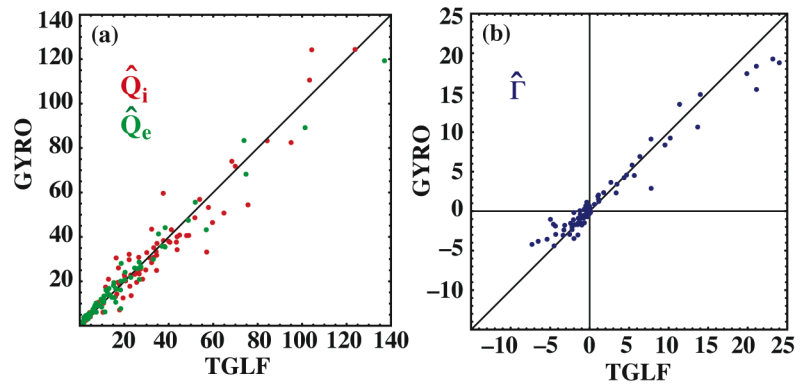 (a)
140
120
100
80
60
40
20
GYRO
Q̂i
Q̂e
20 40 60 80 100 120 140
TGLF
(b)
25
20
15
10
5
0
−5
−10
GYRO
Γ̂
−10 −5 0 5 10 15 20 25
TGLF